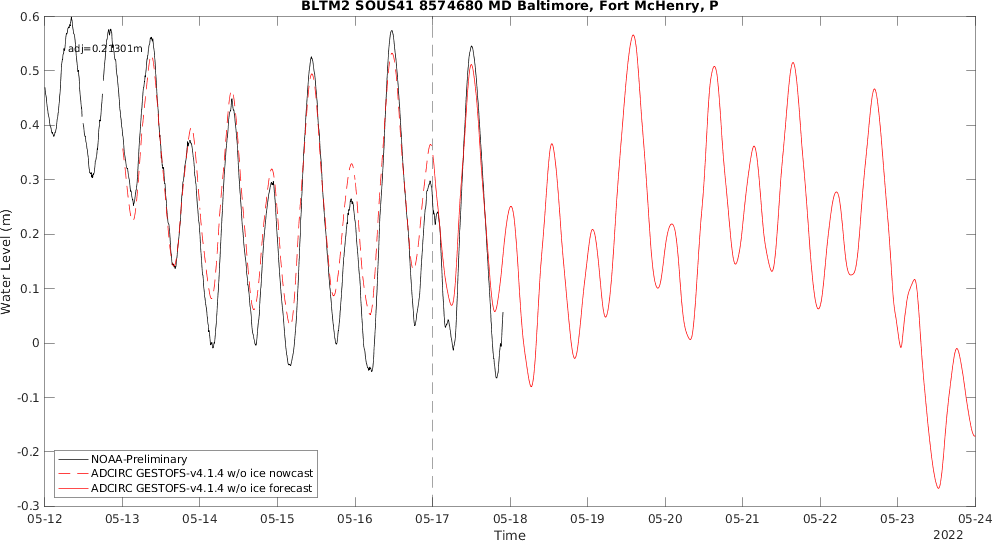 BLTM2 SOUS41 8574680 MD Baltimore, Fort McHenry, P
adj=0.21301m
0.6
0.5
0.4
0.3
0.2
0.1
0
-0.1
-0.2
-0.3
Water Level (m)
NOAA-Preliminary
ADCIRC GESTOFS-v4.1.4 w/o ice nowcast
ADCIRC GESTOFS-v4.1.4 w/o ice forecast
05-12 05-13 05-14 05-15 05-16 05-17 05-18 05-19 05-20 05-21 05-22 05-23 05-24
Time
2022